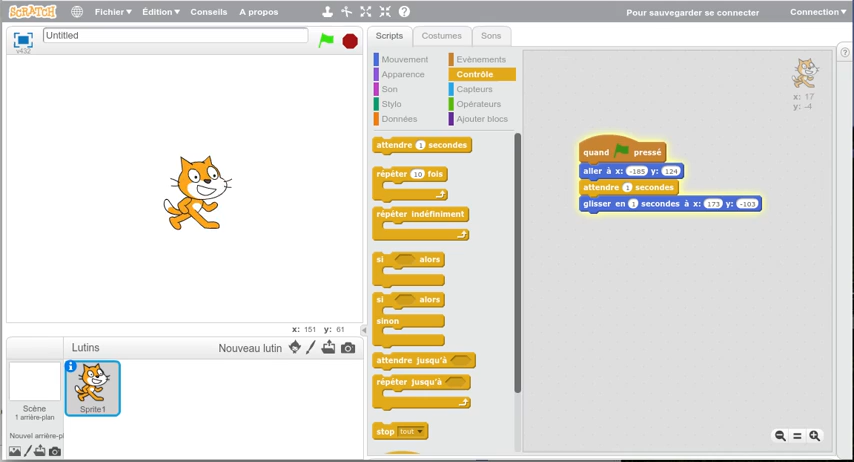 SCRATCH Fichier Édition Conseils A propos Pour sauvegarder se connecter Connection
Untitled
v432
Scripts Costumes Sons
Mouvement Evènements
Apparence Contrôle
Son Capteurs
Stylo Opérateurs
Données Ajouter blocs
attendre 1 secondes
répéter 10 fois
répéter indéfiniment
si alors
si alors
sinon
attendre jusqu'à
répéter jusqu'à
stop tout
x: 17
y: -4
quand pressé
aller à x: -185 y: 124
attendre 1 secondes
glisser en 1 secondes à x: 173 y: -103
x: 151 y: 61
Lutins Nouveau lutin
Sprite1
Scène
1 arrière-plan
Nouvel arrière-pl